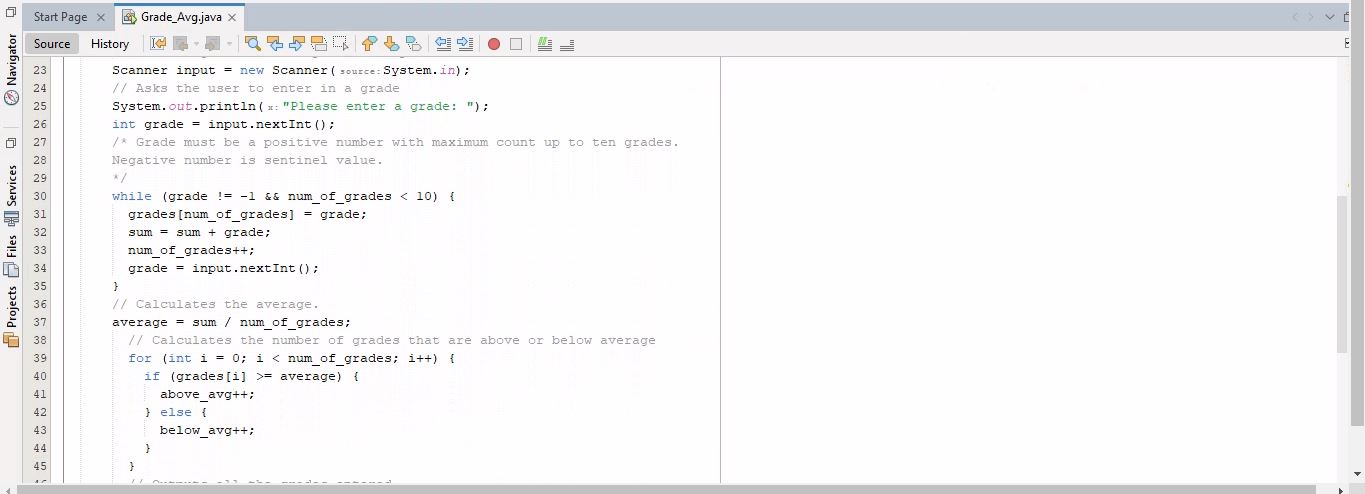 Start Page
Grade_Avg.java
Source
History
Navigator
Services
Files
Projects
23 Scanner input = new Scanner( source: System.in);
24 // Asks the user to enter in a grade
25 System.out.println( x: "Please enter a grade: ");
26 int grade = input.nextInt();
27 /* Grade must be a positive number with maximum count up to ten grades.
28 Negative number is sentinel value.
29 */
30 while (grade != -1 && num_of_grades < 10) {
31 grades[num_of_grades] = grade;
32 sum = sum + grade;
33 num_of_grades++;
34 grade = input.nextInt();
35 }
36 // Calculates the average.
37 average = sum / num_of_grades;
38 // Calculates the number of grades that are above or below average
39 for (int i = 0; i < num_of_grades; i++) {
40 if (grades[i] >= average) {
41 above_avg++;
42 } else {
43 below_avg++;
44 }
45 }